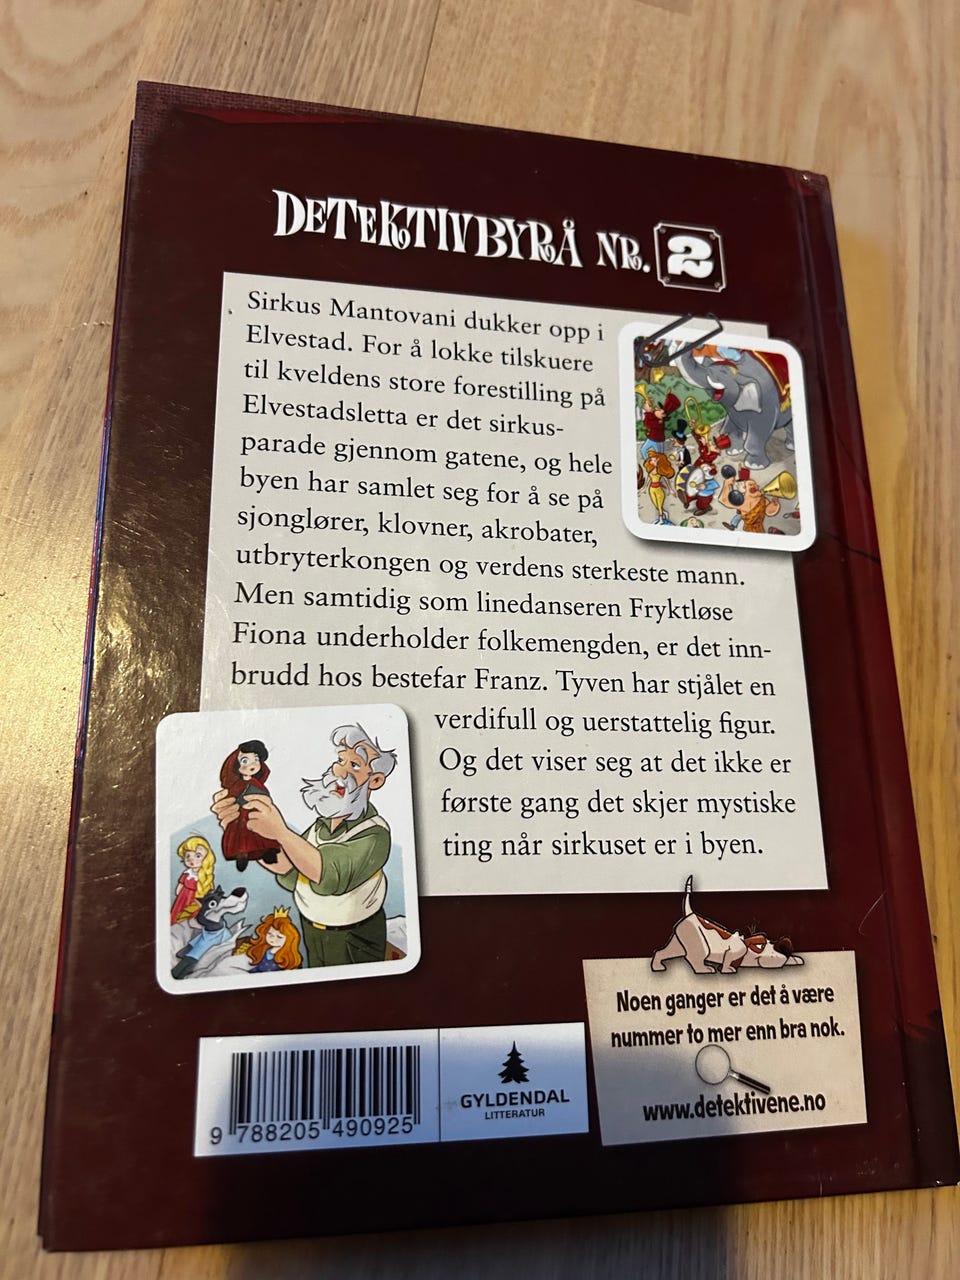 DETEKTIVBYRÅ NR. 2
Sirkus Mantovani dukker opp i
Elvestad. For å lokke tilskuere
til kveldens store forestilling på
Elvestadsletta er det sirkus-
parade gjennom gatene, og hele
byen har samlet seg for å se på
sjonglører, klovner, akrobater,
utbryterkongen og verdens sterkeste mann.
Men samtidig som linedanseren Fryktløse
Fiona underholder folkemengden, er det inn-
brudd hos bestefar Franz. Tyven har stjålet en
verdifull og uerstattelig figur.
Og det viser seg at det ikke er
første gang det skjer mystiske
ting når sirkuset er i byen.
Noen ganger er det å være
nummer to mer enn bra nok.
www.detektivene.no
GYLDENDAL
LITTERATUR
9 788205 490925